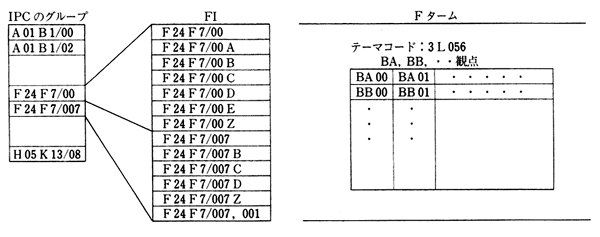 IPCのグループ
A 01 B 1/00
A 01 B 1/02
F 24 F 7/00
F 24 F 7/007
H 05 K 13/08
FI
F 24 F 7/00
F 24 F 7/00 A
F 24 F 7/00 B
F 24 F 7/00 C
F 24 F 7/00 D
F 24 F 7/00 E
F 24 F 7/00 Z
F 24 F 7/007
F 24 F 7/007 B
F 24 F 7/007 C
F 24 F 7/007 D
F 24 F 7/007 Z
F 24 F 7/007, 001
Fターム
テーマコード：3 L 056
BA, BB, ・・観点
BA 00 BA 01 ・・・・・
BB 00 BB 01 ・・・・・
・ ・
・ ・
・ ・